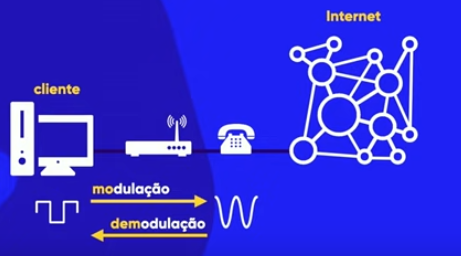 Internet
cliente
modulação
demodulação